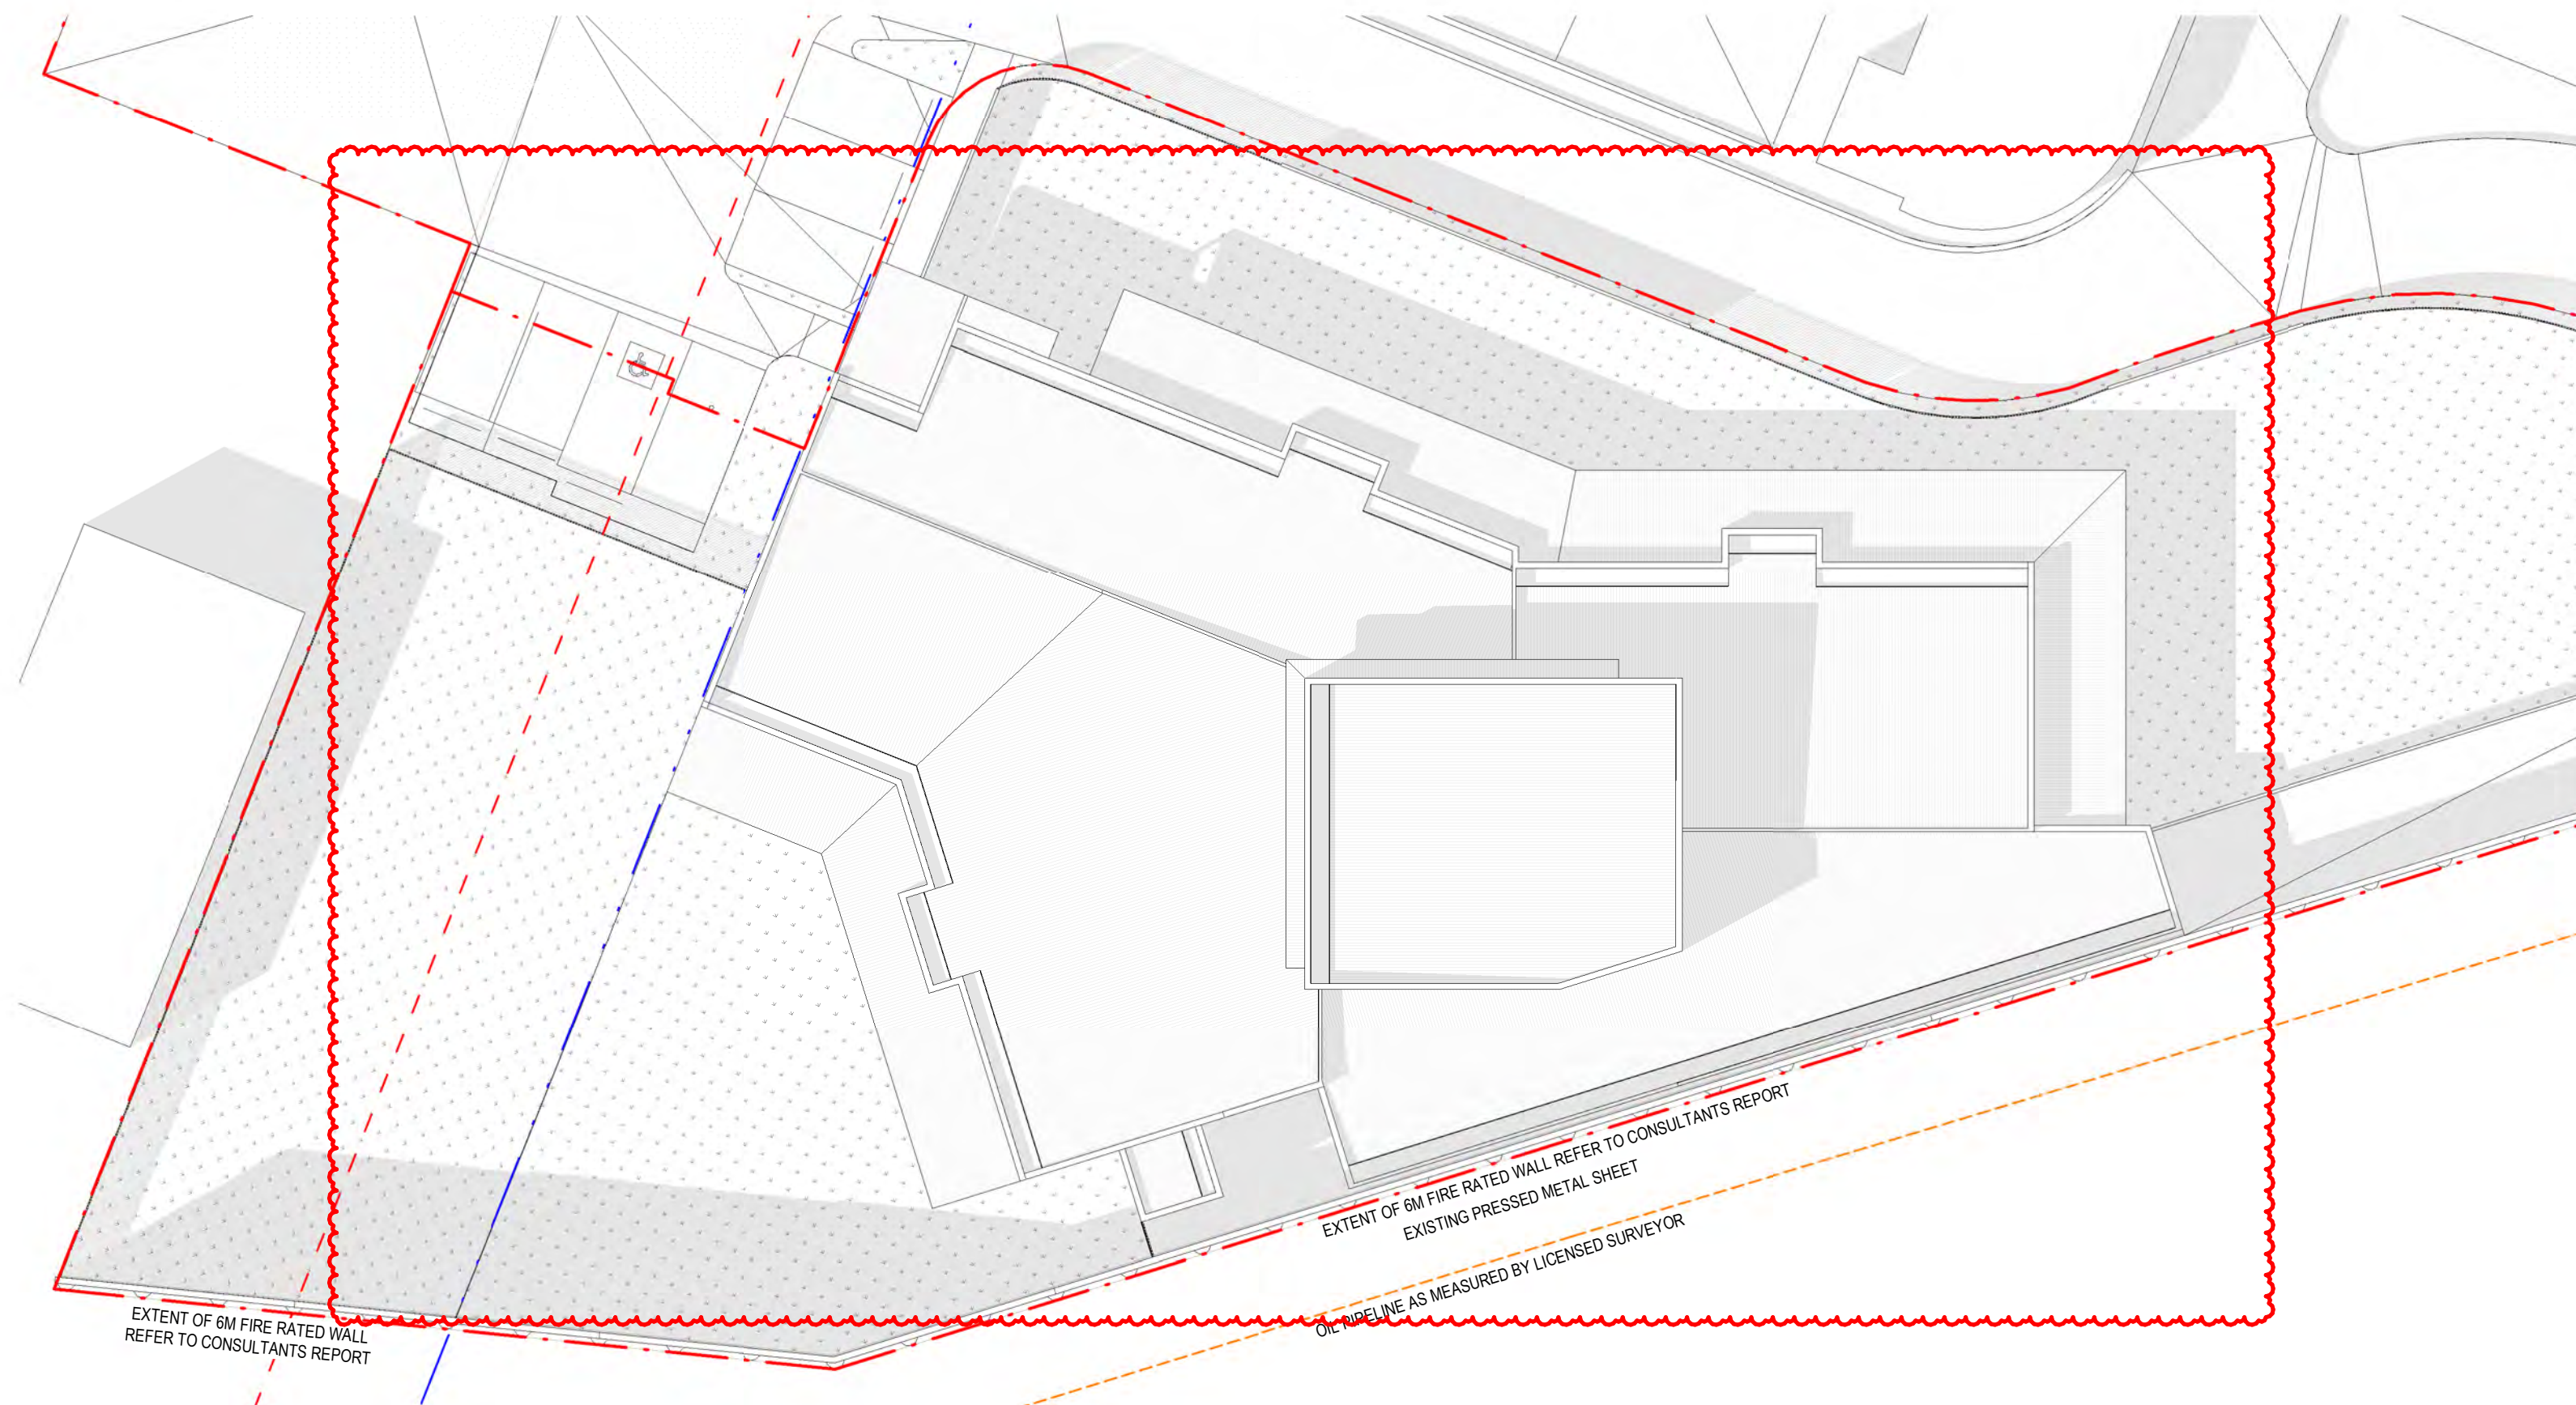 EXTENT OF 6M FIRE RATED WALL REFER TO CONSULTANTS REPORT
EXISTING PRESSED METAL SHEET
OIL PIPELINE AS MEASURED BY LICENSED SURVEYOR
EXTENT OF 6M FIRE RATED WALL
REFER TO CONSULTANTS REPORT